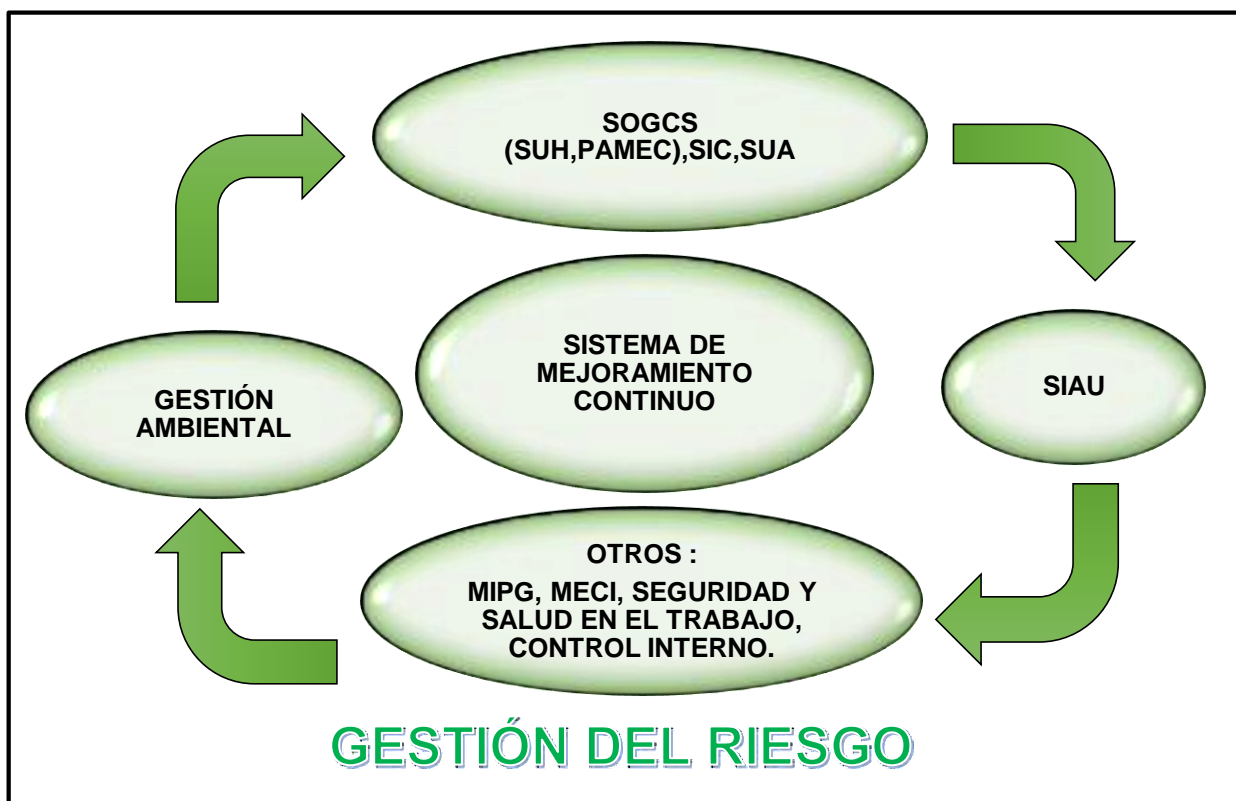 SOGCS
(SUH,PAMEC),SIC,SUA
SISTEMA DE
MEJORAMIENTO
CONTINUO
GESTIÓN
AMBIENTAL
SIAU
OTROS :
MIPG, MECI, SEGURIDAD Y
SALUD EN EL TRABAJO,
CONTROL INTERNO.
GESTIÓN DEL RIESGO